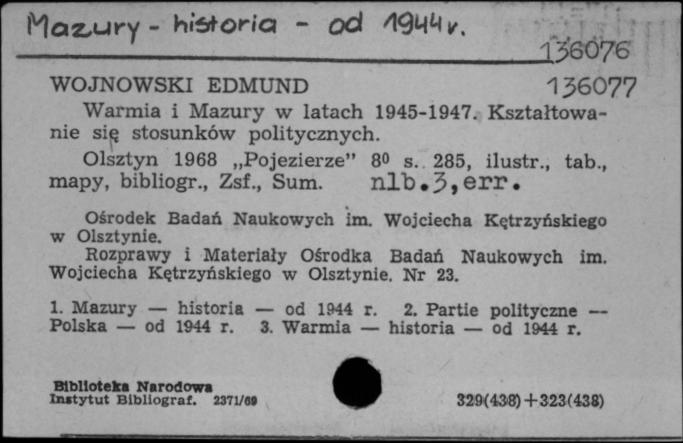 Mazury - historia - od 1944 r.
136076
WOJNOWSKI EDMUND 136077
Warmia i Mazury w latach 1945-1947. Kształtowa-
nie się stosunków politycznych.
Olsztyn 1968 „Pojezierze” 8⁰ s. 285, ilustr., tab.,
mapy, bibliogr., Zsf., Sum. nlb.3,err.
Ośrodek Badań Naukowych im. Wojciecha Kętrzyńskiego
w Olsztynie.
Rozprawy i Materiały Ośrodka Badań Naukowych im.
Wojciecha Kętrzyńskiego w Olsztynie. Nr 23.
1. Mazury — historia — od 1944 r. 2. Partie polityczne —
Polska — od 1944 r. 3. Warmia — historia — od 1944 r.
Biblioteka Narodowa
Instytut Bibliograf. 2371/69 329(438)+323(438)